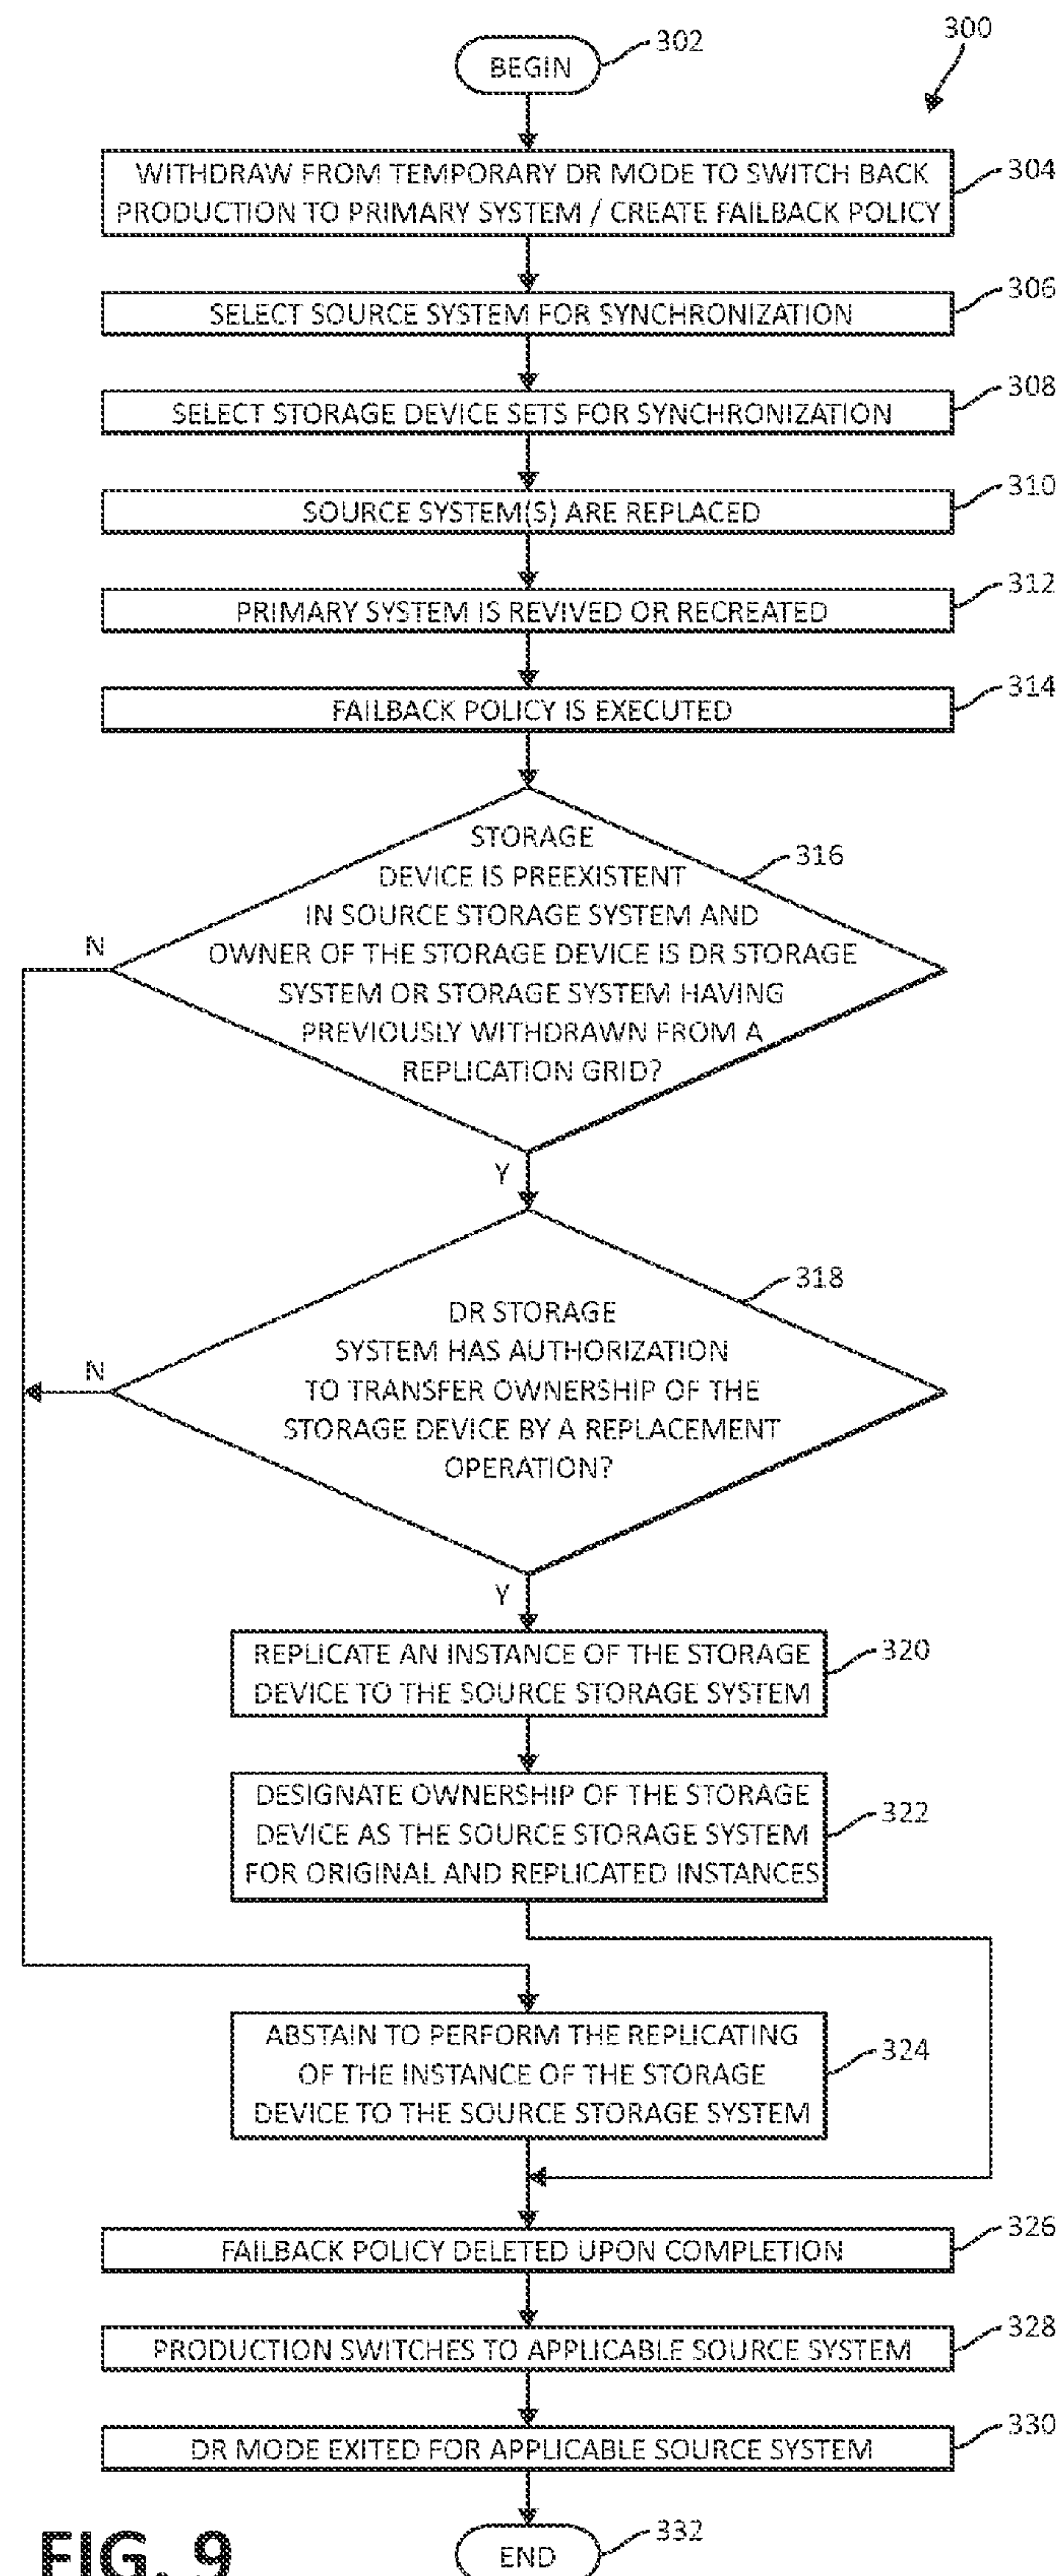 300
BEGIN
302
WITHDRAW FROM TEMPORARY DR MODE TO SWITCH BACK
PRODUCTION TO PRIMARY SYSTEM / CREATE FAILBACK POLICY
304
SELECT SOURCE SYSTEM FOR SYNCHRONIZATION
306
SELECT STORAGE DEVICE SETS FOR SYNCHRONIZATION
308
SOURCE SYSTEM(S) ARE REPLACED
310
PRIMARY SYSTEM IS REVIVED OR RECREATED
312
FAILBACK POLICY IS EXECUTED
314
STORAGE
DEVICE IS PREEXISTENT
IN SOURCE STORAGE SYSTEM AND
OWNER OF THE STORAGE DEVICE IS DR STORAGE
SYSTEM OR STORAGE SYSTEM HAVING
PREVIOUSLY WITHDRAWN FROM A
REPLICATION GRID?
316
N
Y
DR STORAGE
SYSTEM HAS AUTHORIZATION
TO TRANSFER OWNERSHIP OF THE
STORAGE DEVICE BY A REPLACEMENT
OPERATION?
318
N
Y
REPLICATE AN INSTANCE OF THE STORAGE
DEVICE TO THE SOURCE STORAGE SYSTEM
320
DESIGNATE OWNERSHIP OF THE STORAGE
DEVICE AS THE SOURCE STORAGE SYSTEM
FOR ORIGINAL AND REPLICATED INSTANCES
322
ABSTAIN TO PERFORM THE REPLICATING
OF THE INSTANCE OF THE STORAGE
DEVICE TO THE SOURCE STORAGE SYSTEM
324
FAILBACK POLICY DELETED UPON COMPLETION
326
PRODUCTION SWITCHES TO APPLICABLE SOURCE SYSTEM
328
DR MODE EXITED FOR APPLICABLE SOURCE SYSTEM
330
END
332
FIG. 9